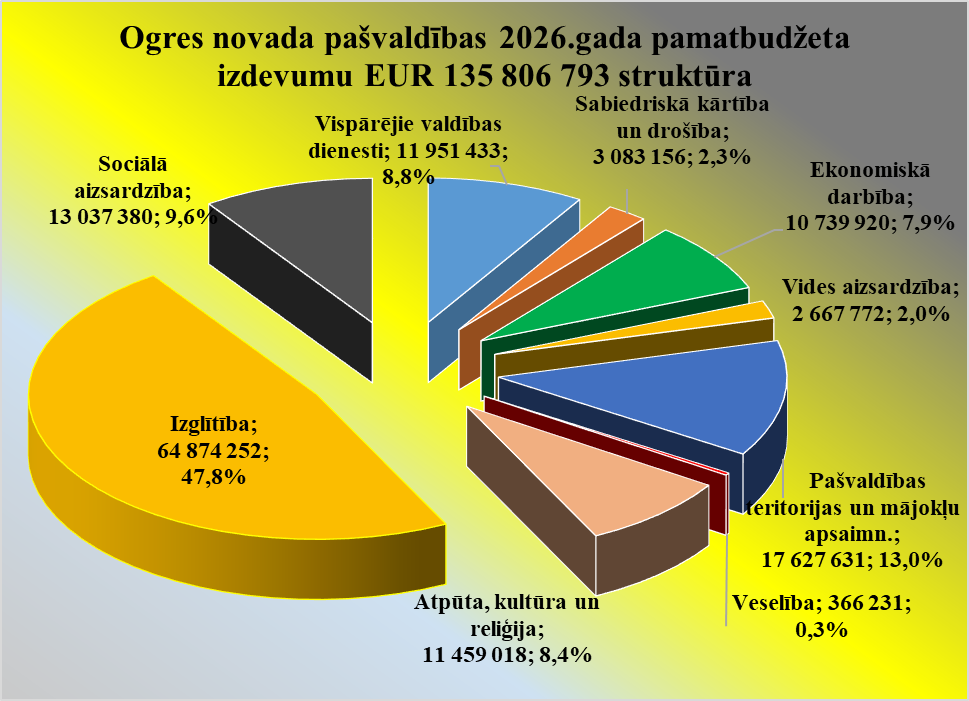 Ogres novada pašvaldības 2026.gada pamatbudžeta
izdevumu EUR 135 806 793 struktūra
Vispārējie valdības
dienesti; 11 951 433;
8,8%
Sabiedriskā kārtība
un drošība;
3 083 156; 2,3%
Ekonomiskā
darbība;
10 739 920; 7,9%
Vides aizsardzība;
2 667 772; 2,0%
Pašvaldības
teritorijas un mājokļu
apsaimn.;
17 627 631; 13,0%
Veselība; 366 231;
0,3%
Atpūta, kultūra un
reliģija;
11 459 018; 8,4%
Izglītība;
64 874 252;
47,8%
Sociālā
aizsardzība;
13 037 380; 9,6%